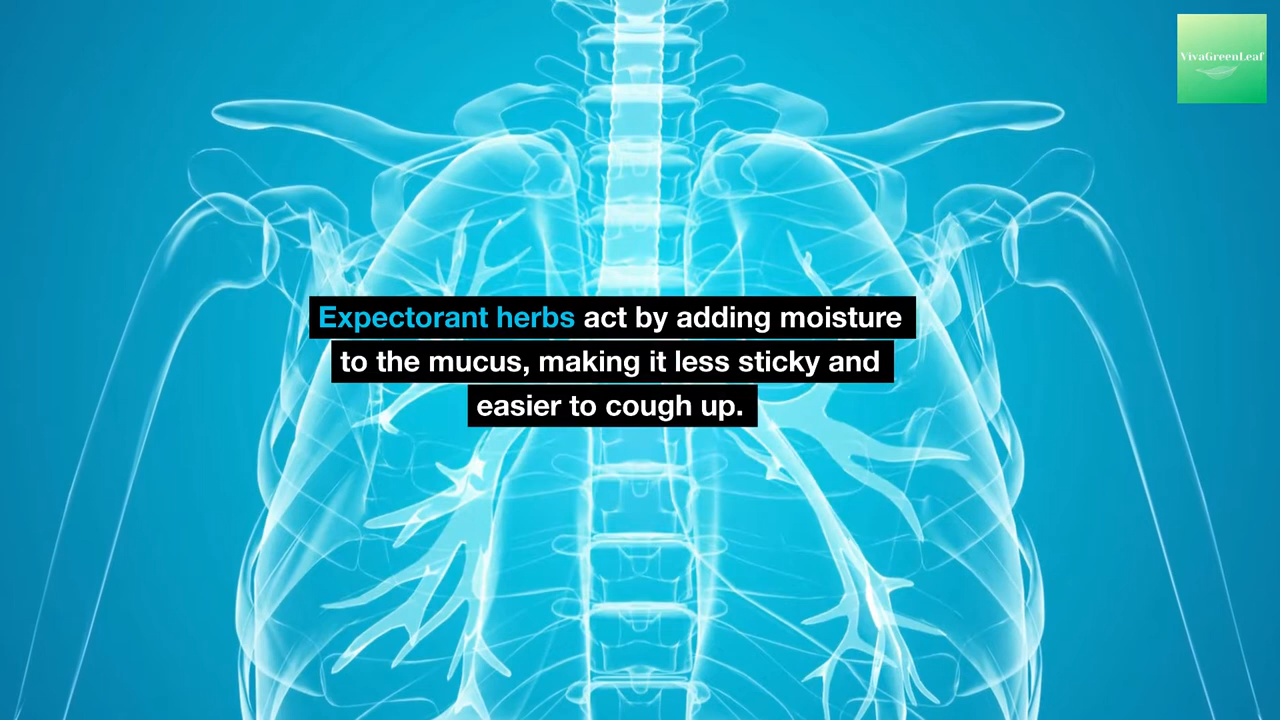 VivaGreenLeaf
Expectorant herbs act by adding moisture
to the mucus, making it less sticky and
easier to cough up.